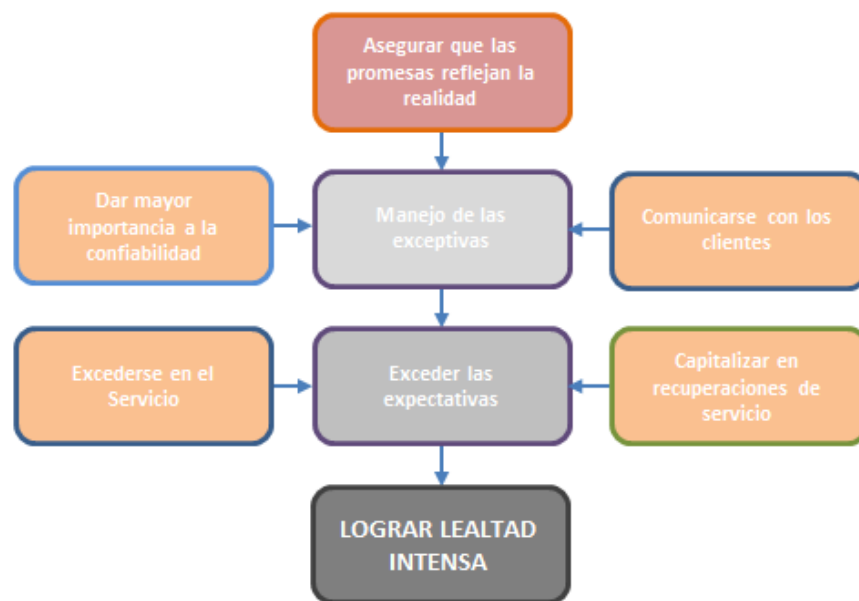 Asegurar que las
promesas reflejan la
realidad
Dar mayor
importancia a la
confiabilidad
Manejo de las
exceptivas
Comunicarse con los
clientes
Excederse en el
Servicio
Exceder las
expectativas
Capitalizar en
recuperaciones de
servicio
LOGRAR LEALTAD
INTENSA